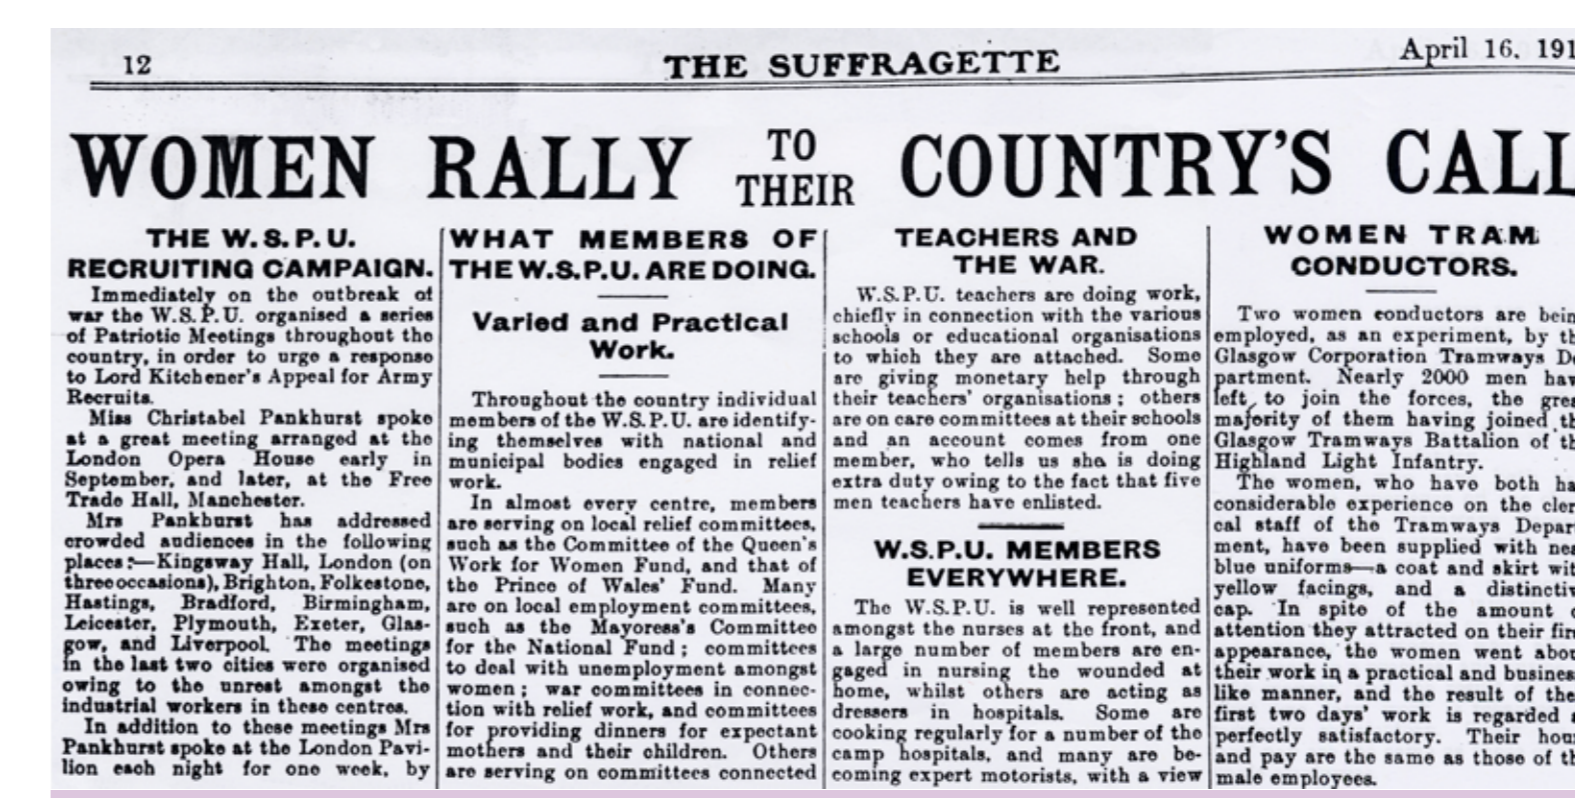 12
THE SUFFRAGETTE
April 16, 191
WOMEN RALLY TO THEIR COUNTRY'S CALL
THE W.S.P.U.
RECRUITING CAMPAIGN.
Immediately on the outbreak of
war the W.S.P.U. organised a series
of Patriotic Meetings throughout the
country, in order to urge a response
to Lord Kitchener's Appeal for Army
Recruits.
Miss Christabel Pankhurst spoke
at a great meeting arranged at the
London Opera House early in
September, and later, at the Free
Trade Hall, Manchester.
Mrs Pankhurst has addressed
crowded audiences in the following
places:—Kingsway Hall, London (on
three occasions), Brighton, Folkestone,
Hastings, Bradford, Birmingham,
Leicester, Plymouth, Exeter, Glas-
gow, and Liverpool. The meetings
in the last two cities were organised
owing to the unrest amongst the
industrial workers in these centres.
In addition to these meetings Mrs
Pankhurst spoke at the London Pavi-
lion each night for one week, by
WHAT MEMBERS OF
THE W.S.P.U. ARE DOING.
Varied and Practical
Work.
Throughout the country individual
members of the W.S.P.U. are identify-
ing themselves with national and
municipal bodies engaged in relief
work.
In almost every centre, members
are serving on local relief committees,
such as the Committee of the Queen's
Work for Women Fund, and that of
the Prince of Wales' Fund. Many
are on local employment committees,
such as the Mayoress's Committee
for the National Fund; committees
to deal with unemployment amongst
women; war committees in connec-
tion with relief work, and committees
for providing dinners for expectant
mothers and their children. Others
are serving on committees connected
TEACHERS AND
THE WAR.
W.S.P.U. teachers are doing work,
chiefly in connection with the various
schools or educational organisations
to which they are attached. Some
are giving monetary help through
their teachers' organisations; others
are on care committees at their schools
and an account comes from one
member, who tells us she is doing
extra duty owing to the fact that five
men teachers have enlisted.
W.S.P.U. MEMBERS
EVERYWHERE.
The W.S.P.U. is well represented
amongst the nurses at the front, and
a large number of members are en-
gaged in nursing the wounded at
home, whilst others are acting as
dressers in hospitals. Some are
cooking regularly for a number of the
camp hospitals, and many are be-
coming expert motorists, with a view
WOMEN TRAM
CONDUCTORS.
Two women conductors are bein
employed, as an experiment, by th
Glasgow Corporation Tramways De
partment. Nearly 2000 men hav
left to join the forces, the grea
majority of them having joined th
Glasgow Tramways Battalion of th
Highland Light Infantry.
The women, who have both ha
considerable experience on the cler
cal staff of the Tramways Depar
ment, have been supplied with nea
blue uniforms—a coat and skirt wit
yellow facings, and a distinctiv
cap. In spite of the amount o
attention they attracted on their firs
appearance, the women went abou
their work in a practical and busines
like manner, and the result of the
first two days' work is regarded a
perfectly satisfactory. Their hou
and pay are the same as those of th
male employees.